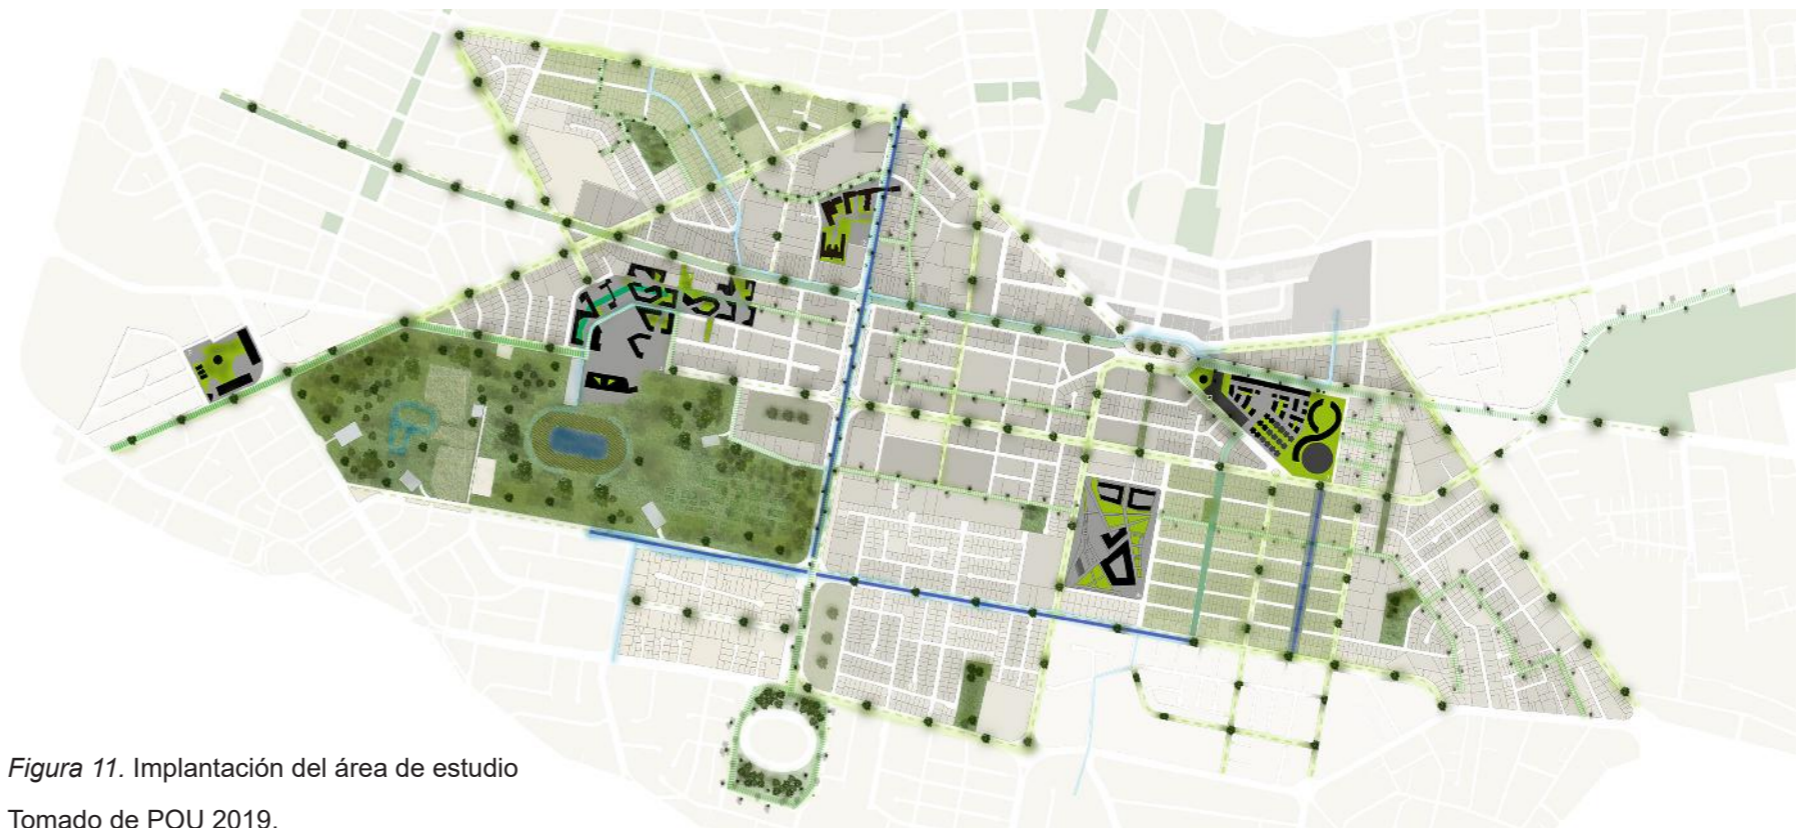 Figura 11. Implantación del área de estudio
Tomado de POU 2019.